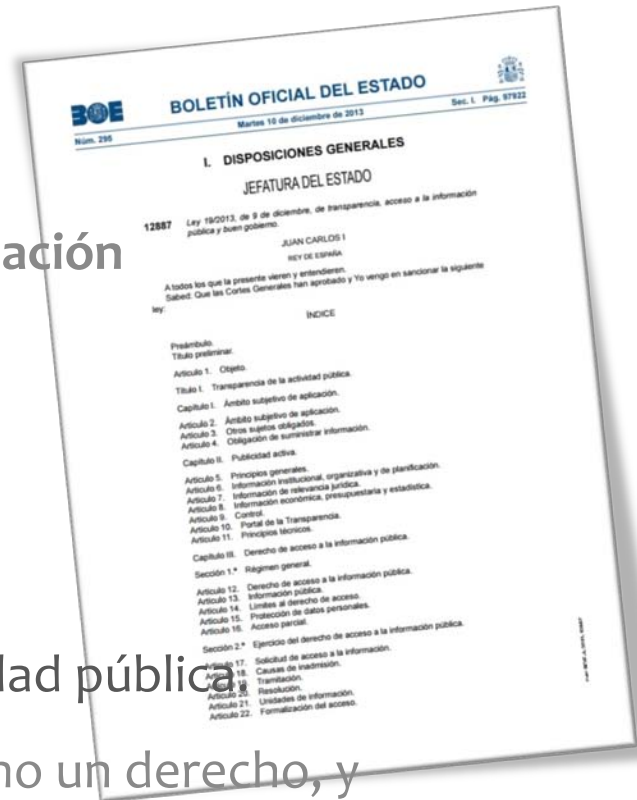 BOE
BOLETÍN OFICIAL DEL ESTADO
Núm. 295
Martes 10 de diciembre de 2013
Sec. I. Pág. 97922
I. DISPOSICIONES GENERALES
JEFATURA DEL ESTADO
12887 Ley 19/2013, de 9 de diciembre, de transparencia, acceso a la información
pública y buen gobierno.
ación
JUAN CARLOS I
REY DE ESPAÑA
A todos los que la presente vieren y entendieren.
Sabed: Que las Cortes Generales han aprobado y Yo vengo en sancionar la siguiente
ley:
ÍNDICE
Preámbulo.
Título preliminar.
Artículo 1. Objeto.
Título I. Transparencia de la actividad pública.
Capítulo I. Ámbito subjetivo de aplicación.
Artículo 2. Ámbito subjetivo de aplicación.
Artículo 3. Otros sujetos obligados.
Artículo 4. Obligación de suministrar información.
Capítulo II. Publicidad activa.
Artículo 5. Principios generales.
Artículo 6. Información institucional, organizativa y de planificación.
Artículo 7. Información de relevancia jurídica.
Artículo 8. Información económica, presupuestaria y estadística.
Artículo 9. Control.
Artículo 10. Portal de la Transparencia.
Artículo 11. Principios técnicos.
Capítulo III. Derecho de acceso a la información pública.
Sección 1.ª Régimen general.
Artículo 12. Derecho de acceso a la información pública.
Artículo 13. Información pública.
Artículo 14. Límites al derecho de acceso.
Artículo 15. Protección de datos personales.
Artículo 16. Acceso parcial.
Sección 2.ª Ejercicio del derecho de acceso a la información pública.
Artículo 17. Solicitud de acceso a la información.
Artículo 18. Causas de inadmisión.
Artículo 19. Tramitación.
Artículo 20. Resolución.
Artículo 21. Unidades de información.
Artículo 22. Formalización del acceso.
dad pública.
no un derecho, y